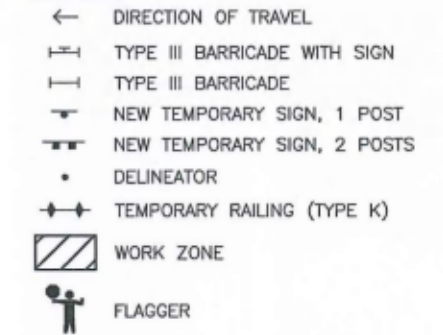 DIRECTION OF TRAVEL
TYPE III BARRICADE WITH SIGN
TYPE III BARRICADE
NEW TEMPORARY SIGN, 1 POST
NEW TEMPORARY SIGN, 2 POSTS
DELINEATOR
TEMPORARY RAILING (TYPE K)
WORK ZONE
FLAGGER